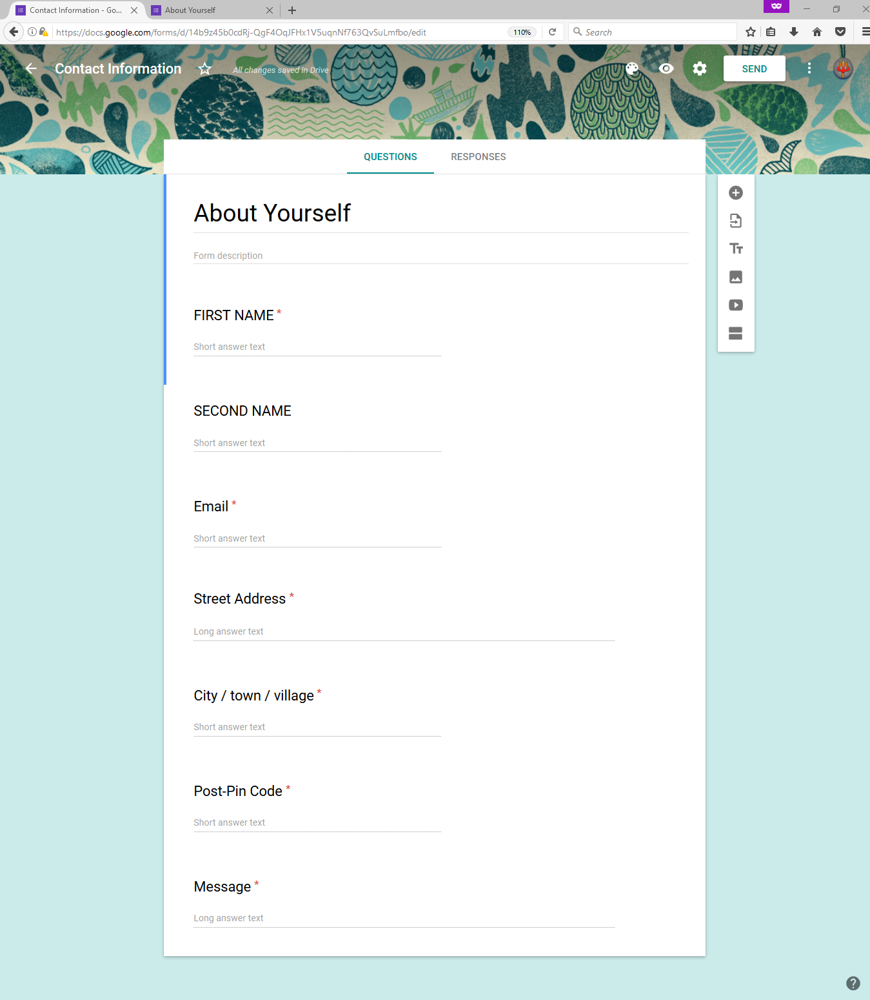 Contact Information - Go...
About Yourself
https://docs.google.com/forms/d/14b9z45b0cdRj-QgF4OqJFHx1V5uqnNf763QvSuLmfbo/edit
110%
Search
Contact Information
All changes saved in Drive
SEND
QUESTIONS
RESPONSES
About Yourself
Form description
FIRST NAME *
Short answer text
SECOND NAME
Short answer text
Email *
Short answer text
Street Address *
Long answer text
City / town / village *
Short answer text
Post-Pin Code *
Short answer text
Message *
Long answer text